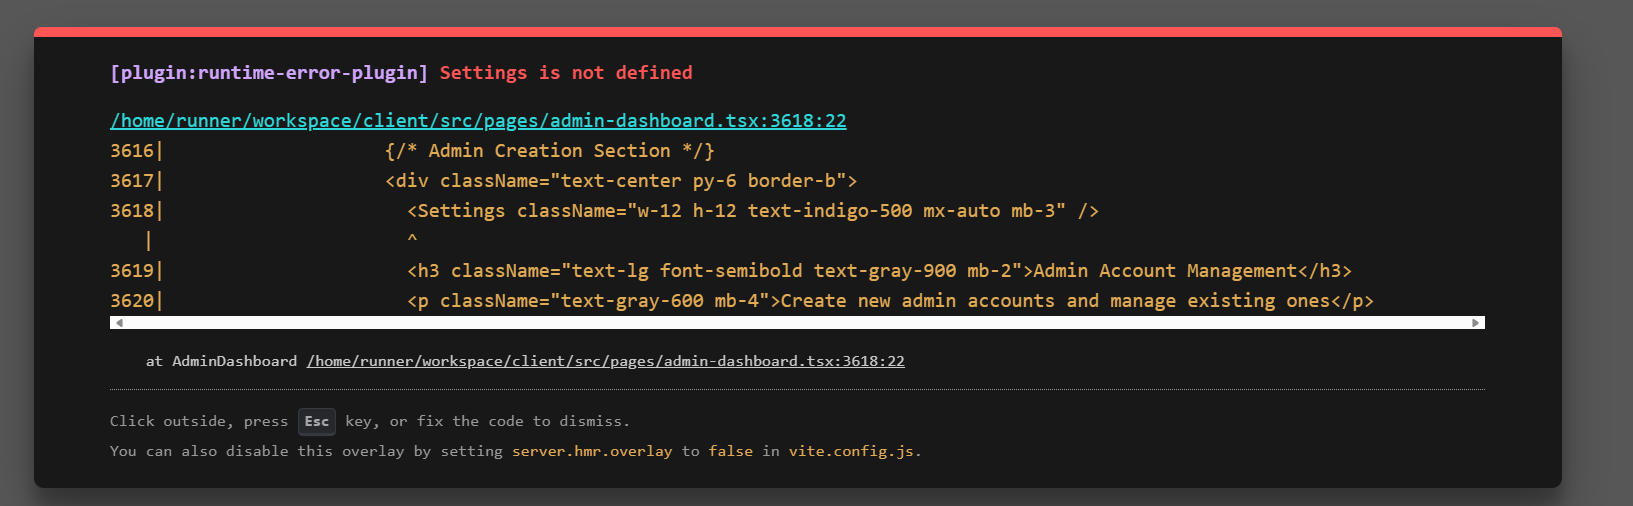 [plugin:runtime-error-plugin] Settings is not defined
/home/runner/workspace/client/src/pages/admin-dashboard.tsx:3618:22
3616|                    {/* Admin Creation Section */}
3617|                    <div className="text-center py-6 border-b">
3618|                      <Settings className="w-12 h-12 text-indigo-500 mx-auto mb-3" />
   |                      ^
3619|                      <h3 className="text-lg font-semibold text-gray-900 mb-2">Admin Account Management</h3>
3620|                      <p className="text-gray-600 mb-4">Create new admin accounts and manage existing ones</p>
at AdminDashboard /home/runner/workspace/client/src/pages/admin-dashboard.tsx:3618:22
Click outside, press Esc key, or fix the code to dismiss.
You can also disable this overlay by setting server.hmr.overlay to false in vite.config.js.